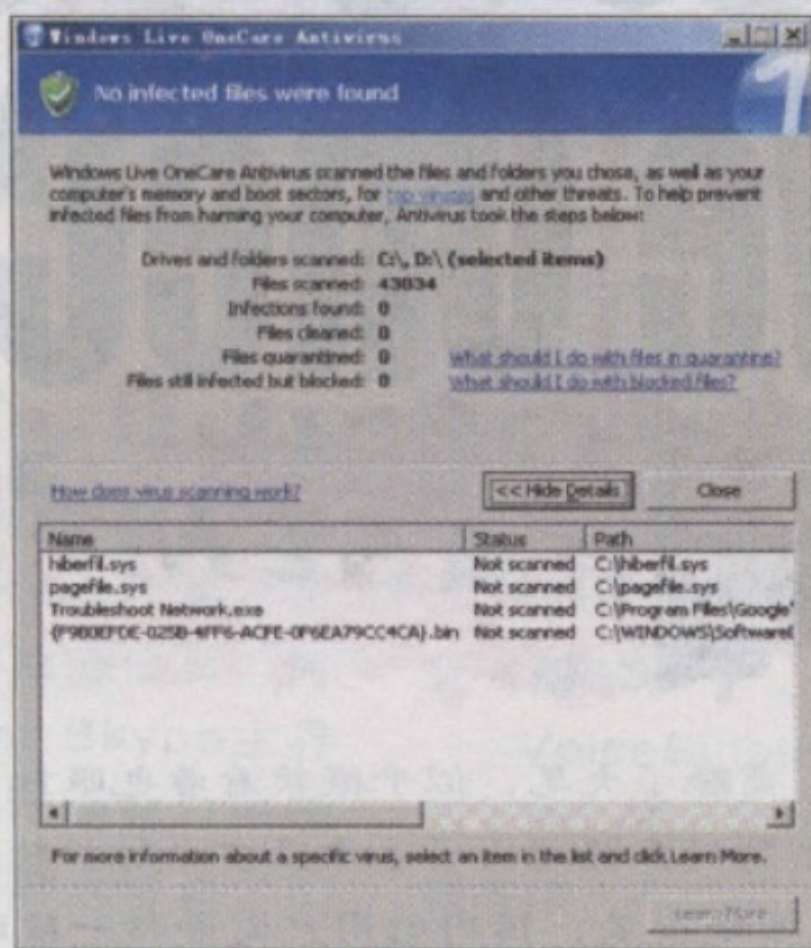 Windows Live OneCare Antivirus
No infected files were found
Windows Live OneCare Antivirus scanned the files and folders you chose, as well as your
computer's memory and boot sectors, for top viruses and other threats. To help prevent
infected files from harming your computer, Antivirus took the steps below:
Drives and folders scanned: C:\, D:\ (selected items)
Files scanned: 43034
Infections found: 0
Files cleaned: 0
Files quarantined: 0 What should I do with files in quarantine?
Files still infected but blocked: 0 What should I do with blocked files?
How does virus scanning work? << Hide Details Close
Name Status Path
hiberfil.sys Not scanned C:\hiberfil.sys
pagefile.sys Not scanned C:\pagefile.sys
Troubleshoot Network.exe Not scanned C:\Program Files\Google\
{F9B0EFDE-025B-4FF6-ACFE-0F6EA79CC4CA}.bin Not scanned C:\WINDOWS\Software
For more information about a specific virus, select an item in the list and click Learn More.
Learn More